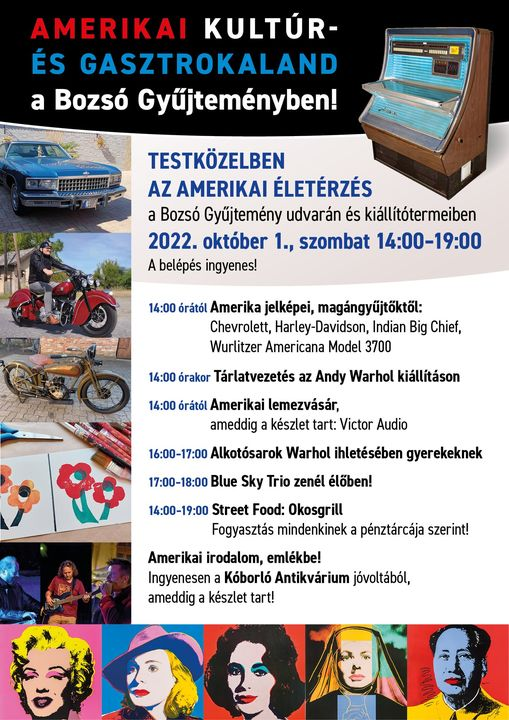 AMERIKAI KULTÚR-
ÉS GASZTROKALAND
a Bozsó Gyűjteményben!
TESTKÖZELBEN
AZ AMERIKAI ÉLETÉRZÉS
a Bozsó Gyűjtemény udvarán és kiállítótermeiben
2022. október 1., szombat 14:00–19:00
A belépés ingyenes!
14:00 órától Amerika jelképei, magángyűjtőktől:
Chevrolett, Harley-Davidson, Indian Big Chief,
Wurlitzer Americana Model 3700
14:00 órakor Tárlatvezetés az Andy Warhol kiállításon
14:00 órától Amerikai lemezvásár,
ameddig a készlet tart: Victor Audio
16:00–17:00 Alkotósarok Warhol ihletésében gyerekeknek
17:00–18:00 Blue Sky Trio zenél élőben!
14:00–19:00 Street Food: Okosgrill
Fogyasztás mindenkinek a pénztárcája szerint!
Amerikai irodalom, emlékbe!
Ingyenesen a Kóborló Antikvárium jóvoltából,
ameddig a készlet tart!